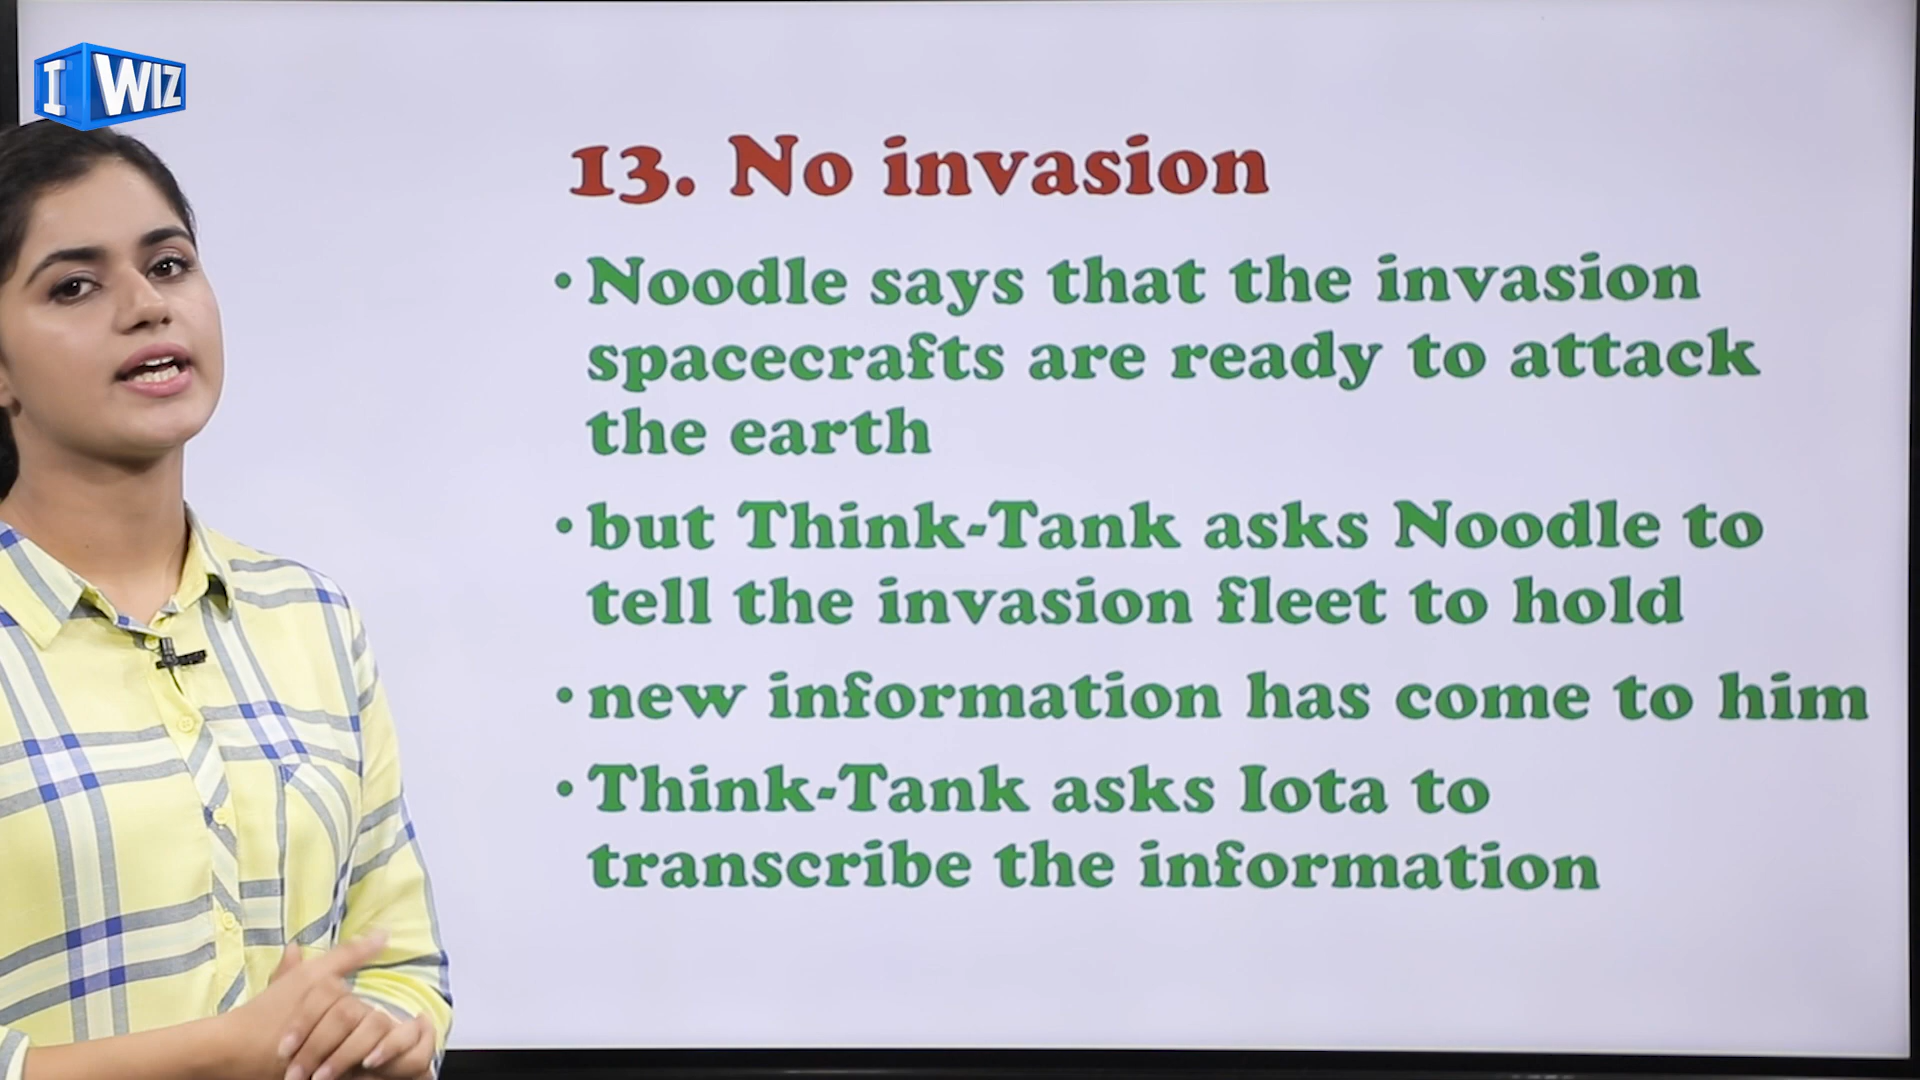 I WIZ
13. No invasion
• Noodle says that the invasion
spacecrafts are ready to attack
the earth
• but Think-Tank asks Noodle to
tell the invasion fleet to hold
• new information has come to him
• Think-Tank asks Iota to
transcribe the information